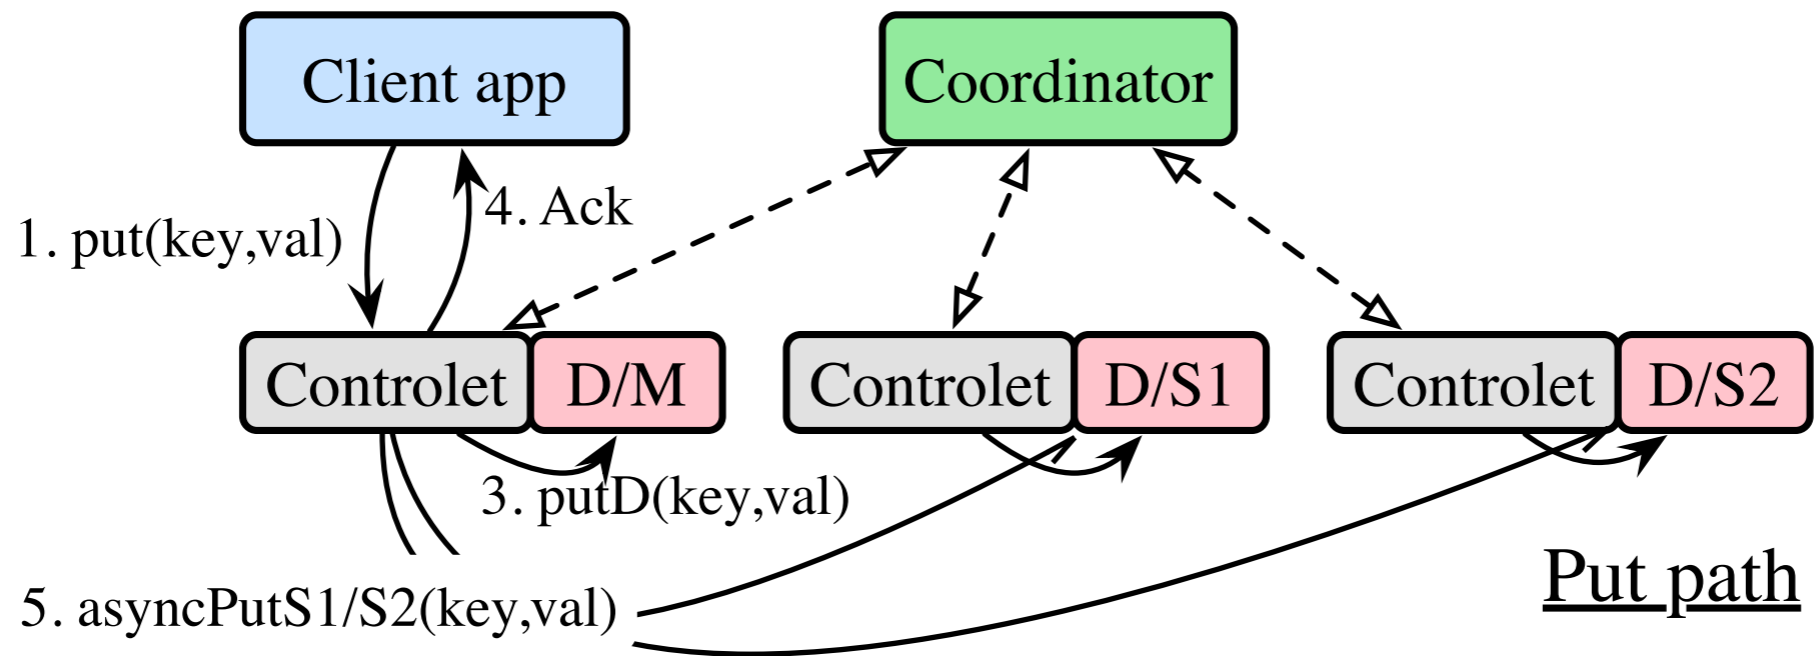 Client app
Coordinator
1. put(key,val)
4. Ack
Controlet
D/M
Controlet
D/S1
Controlet
D/S2
3. putD(key,val)
5. asyncPutS1/S2(key,val)
Put path